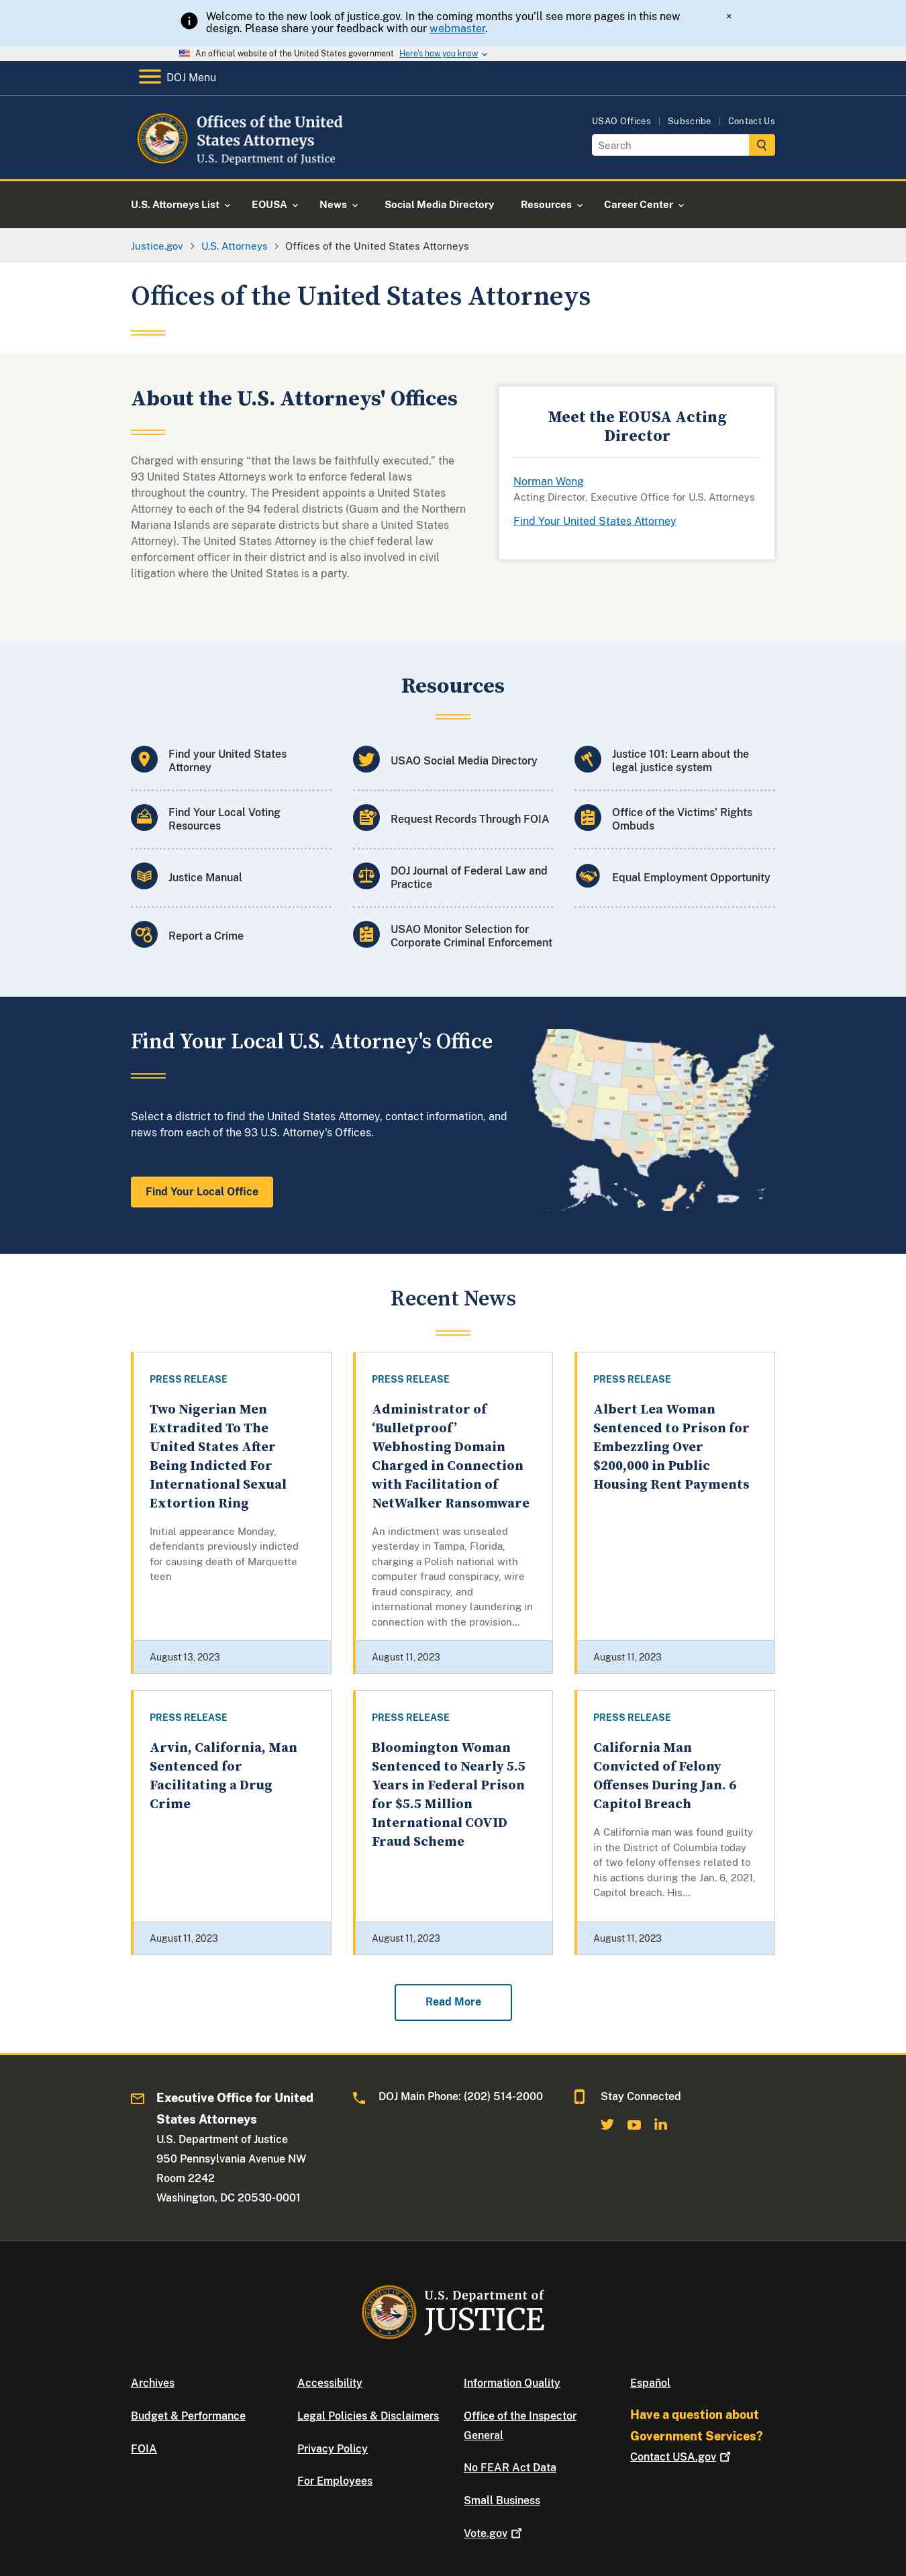 Welcome to the new look of justice.gov. In the coming months you'll see more pages in this new
design. Please share your feedback with our webmaster.
×
An official website of the United States government Here's how you know
DOJ Menu
Offices of the United
States Attorneys
U.S. Department of Justice
USAO Offices | Subscribe | Contact Us
Search
U.S. Attorneys List EOUSA News Social Media Directory Resources Career Center
Justice.gov > U.S. Attorneys > Offices of the United States Attorneys
Offices of the United States Attorneys
About the U.S. Attorneys' Offices
Charged with ensuring “that the laws be faithfully executed,” the
93 United States Attorneys work to enforce federal laws
throughout the country. The President appoints a United States
Attorney to each of the 94 federal districts (Guam and the Northern
Mariana Islands are separate districts but share a United States
Attorney). The United States Attorney is the chief federal law
enforcement officer in their district and is also involved in civil
litigation where the United States is a party.
Meet the EOUSA Acting
Director
Norman Wong
Acting Director, Executive Office for U.S. Attorneys
Find Your United States Attorney
Resources
Find your United States
Attorney
USAO Social Media Directory
Justice 101: Learn about the
legal justice system
Find Your Local Voting
Resources
Request Records Through FOIA
Office of the Victims' Rights
Ombuds
Justice Manual
DOJ Journal of Federal Law and
Practice
Equal Employment Opportunity
Report a Crime
USAO Monitor Selection for
Corporate Criminal Enforcement
Find Your Local U.S. Attorney's Office
Select a district to find the United States Attorney, contact information, and
news from each of the 93 U.S. Attorney's Offices.
Find Your Local Office
Recent News
PRESS RELEASE
Two Nigerian Men
Extradited To The
United States After
Being Indicted For
International Sexual
Extortion Ring
Initial appearance Monday,
defendants previously indicted
for causing death of Marquette
teen
August 13, 2023
PRESS RELEASE
Administrator of
‘Bulletproof’
Webhosting Domain
Charged in Connection
with Facilitation of
NetWalker Ransomware
An indictment was unsealed
yesterday in Tampa, Florida,
charging a Polish national with
computer fraud conspiracy, wire
fraud conspiracy, and
international money laundering in
connection with the provision...
August 11, 2023
PRESS RELEASE
Albert Lea Woman
Sentenced to Prison for
Embezzling Over
$200,000 in Public
Housing Rent Payments
August 11, 2023
PRESS RELEASE
Arvin, California, Man
Sentenced for
Facilitating a Drug
Crime
August 11, 2023
PRESS RELEASE
Bloomington Woman
Sentenced to Nearly 5.5
Years in Federal Prison
for $5.5 Million
International COVID
Fraud Scheme
August 11, 2023
PRESS RELEASE
California Man
Convicted of Felony
Offenses During Jan. 6
Capitol Breach
A California man was found guilty
in the District of Columbia today
of two felony offenses related to
his actions during the Jan. 6, 2021,
Capitol breach. His...
August 11, 2023
Read More
Executive Office for United
States Attorneys
U.S. Department of Justice
950 Pennsylvania Avenue NW
Room 2242
Washington, DC 20530-0001
DOJ Main Phone: (202) 514-2000
Stay Connected
U.S. Department of
JUSTICE
Archives
Budget & Performance
FOIA
Accessibility
Legal Policies & Disclaimers
Privacy Policy
For Employees
Information Quality
Office of the Inspector
General
No FEAR Act Data
Small Business
Vote.gov
Español
Have a question about
Government Services?
Contact USA.gov